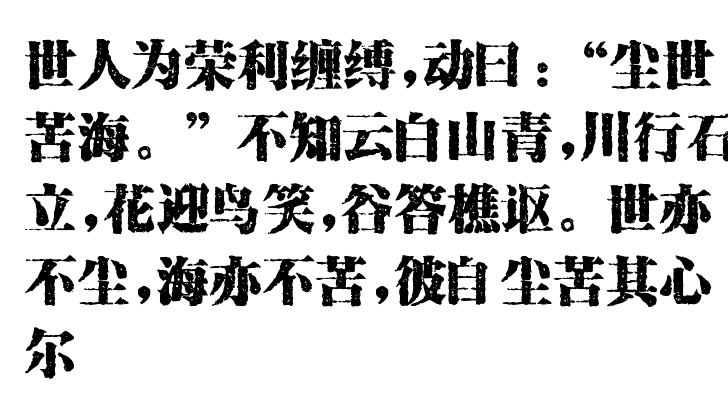 世人为荣利缠缚,动曰:“尘世
苦海。”不知云白山青,川行石
立,花迎鸟笑,谷答樵讴。世亦
不尘,海亦不苦,彼自 尘苦其心
尔